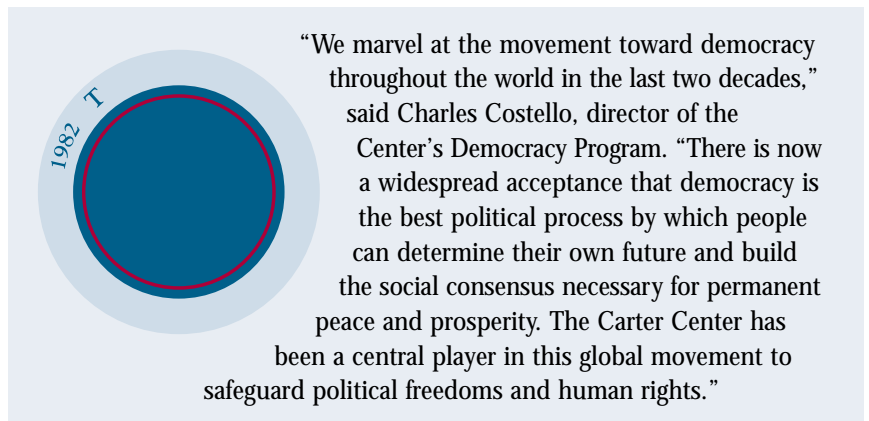 1982 T
“We marvel at the movement toward democracy
throughout the world in the last two decades,”
said Charles Costello, director of the
Center’s Democracy Program. “There is now
a widespread acceptance that democracy is
the best political process by which people
can determine their own future and build
the social consensus necessary for permanent
peace and prosperity. The Carter Center has
been a central player in this global movement to
safeguard political freedoms and human rights.”